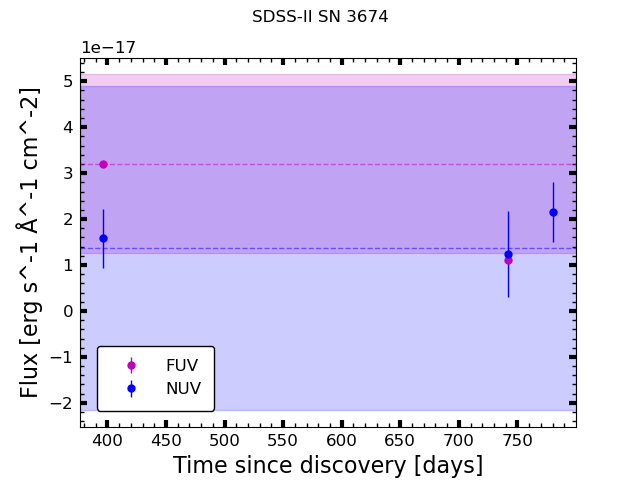 SDSS-II SN 3674
1e−17
5
4
3
2
1
0
−1
−2
Flux [erg s^-1 Å^-1 cm^-2]
FUV
NUV
400 450 500 550 600 650 700 750
Time since discovery [days]